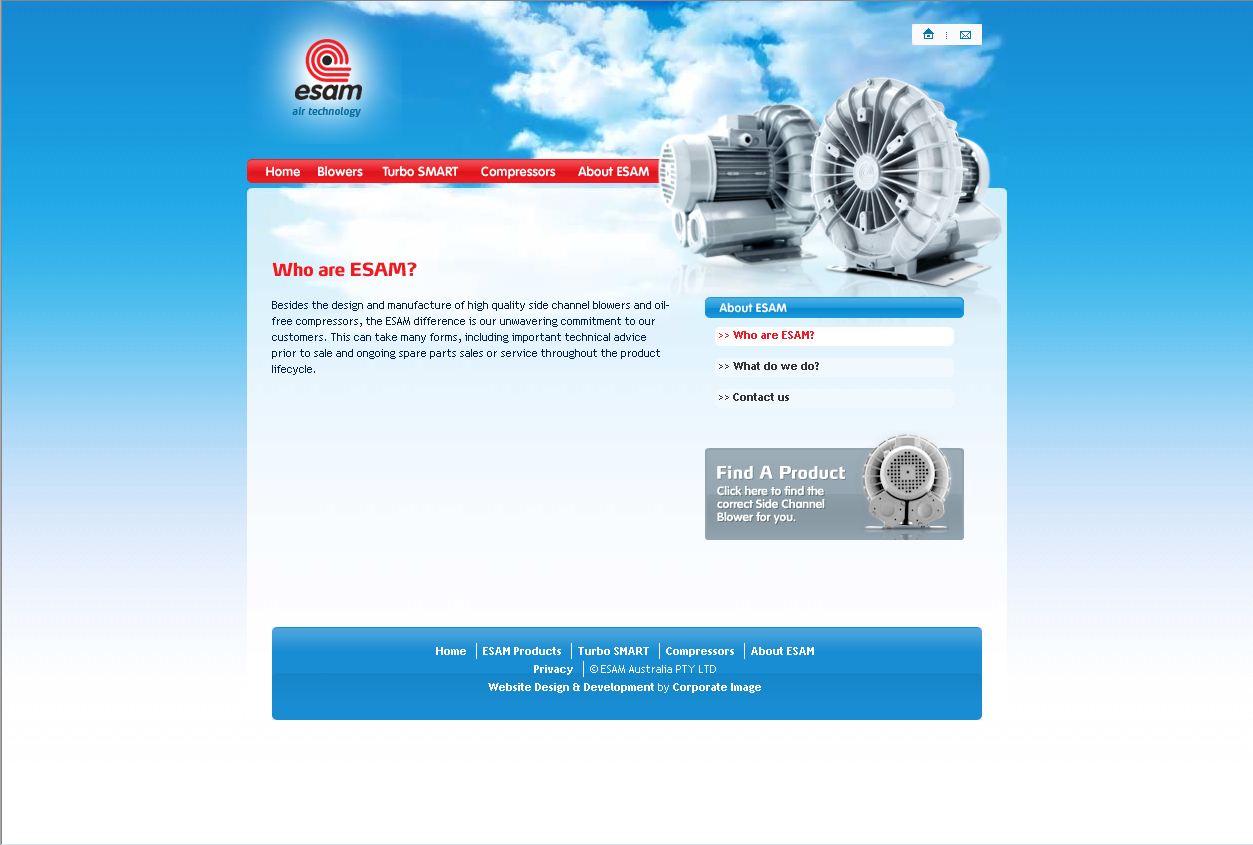 esam
air technology
Home Blowers Turbo SMART Compressors About ESAM
Who are ESAM?
Besides the design and manufacture of high quality side channel blowers and oil-
free compressors, the ESAM difference is our unwavering commitment to our
customers. This can take many forms, including important technical advice
prior to sale and ongoing spare parts sales or service throughout the product
lifecycle.
About ESAM
>> Who are ESAM?
>> What do we do?
>> Contact us
Find A Product
Click here to find the
correct Side Channel
Blower for you.
Home ESAM Products Turbo SMART Compressors About ESAM
Privacy © ESAM Australia PTY LTD
Website Design & Development by Corporate Image